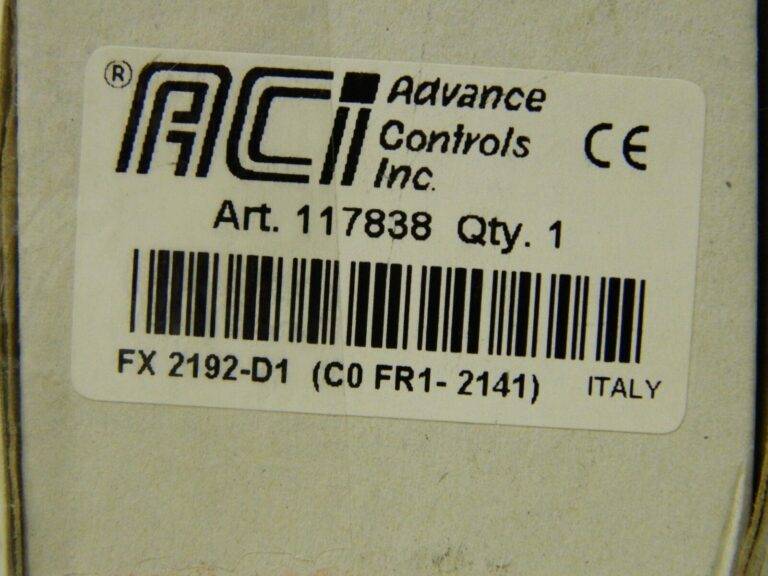 ® ACi Advance
Controls
Inc.
CE
Art. 117838 Qty. 1
FX 2192-D1 (C0 FR1- 2141) ITALY